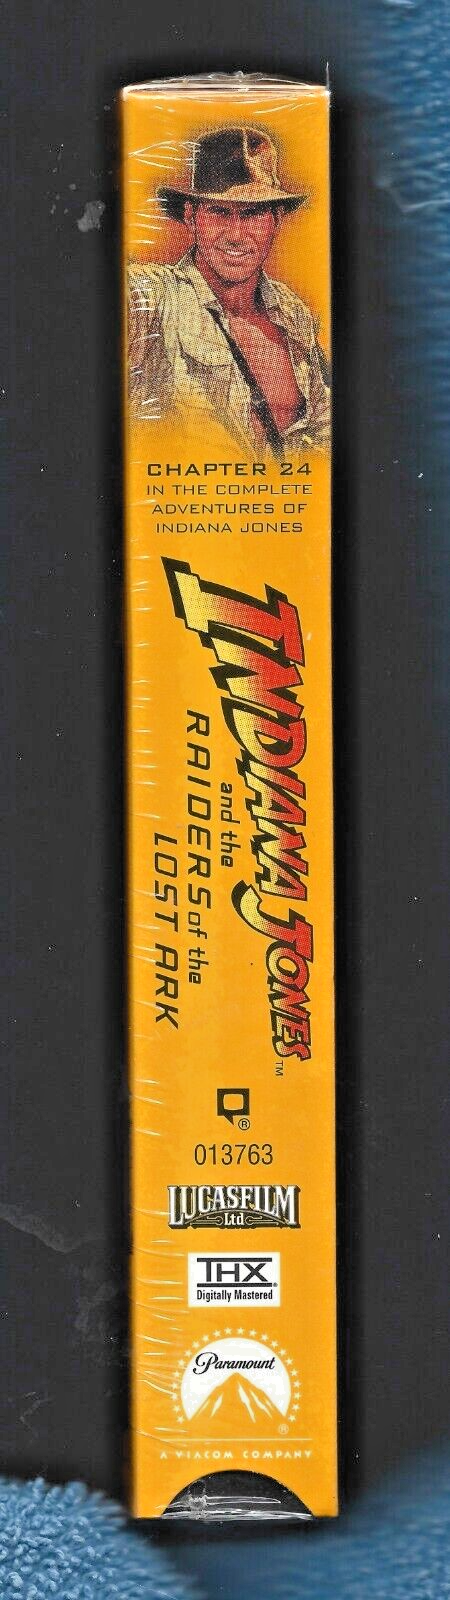 CHAPTER 24
IN THE COMPLETE
ADVENTURES OF
INDIANA JONES
INDIANA JONES™
and the
RAIDERS of the
LOST ARK
®
013763
LUCASFILM
Ltd
THX®
Digitally Mastered
Paramount
®
A VIACOM COMPANY